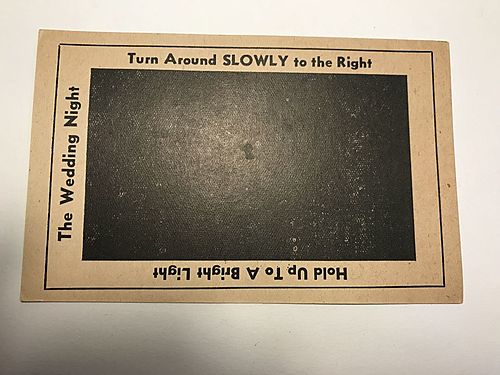 Turn Around SLOWLY to the Right
The Wedding Night
Hold Up To A Bright Light